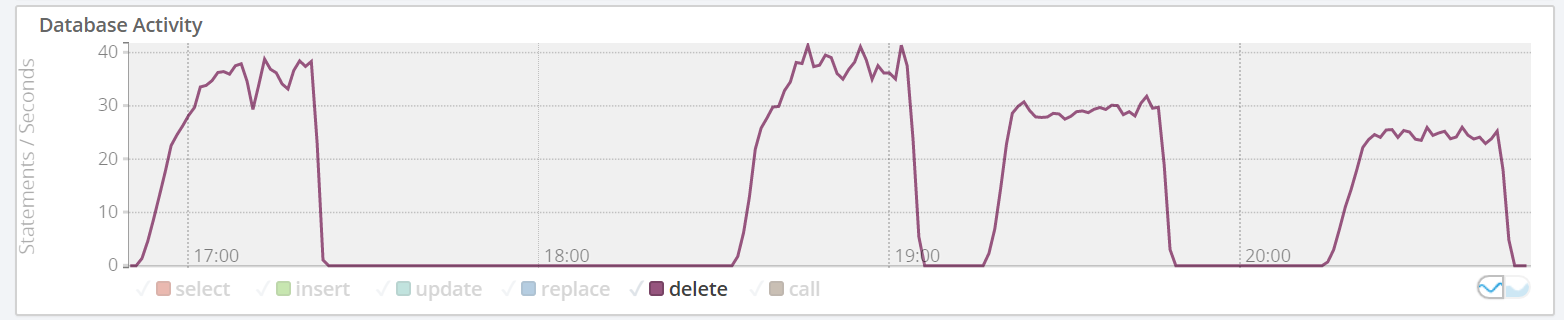 Database Activity
Statements / Seconds
40
30
20
10
0
17:00 18:00 19:00 20:00
select insert update replace delete call